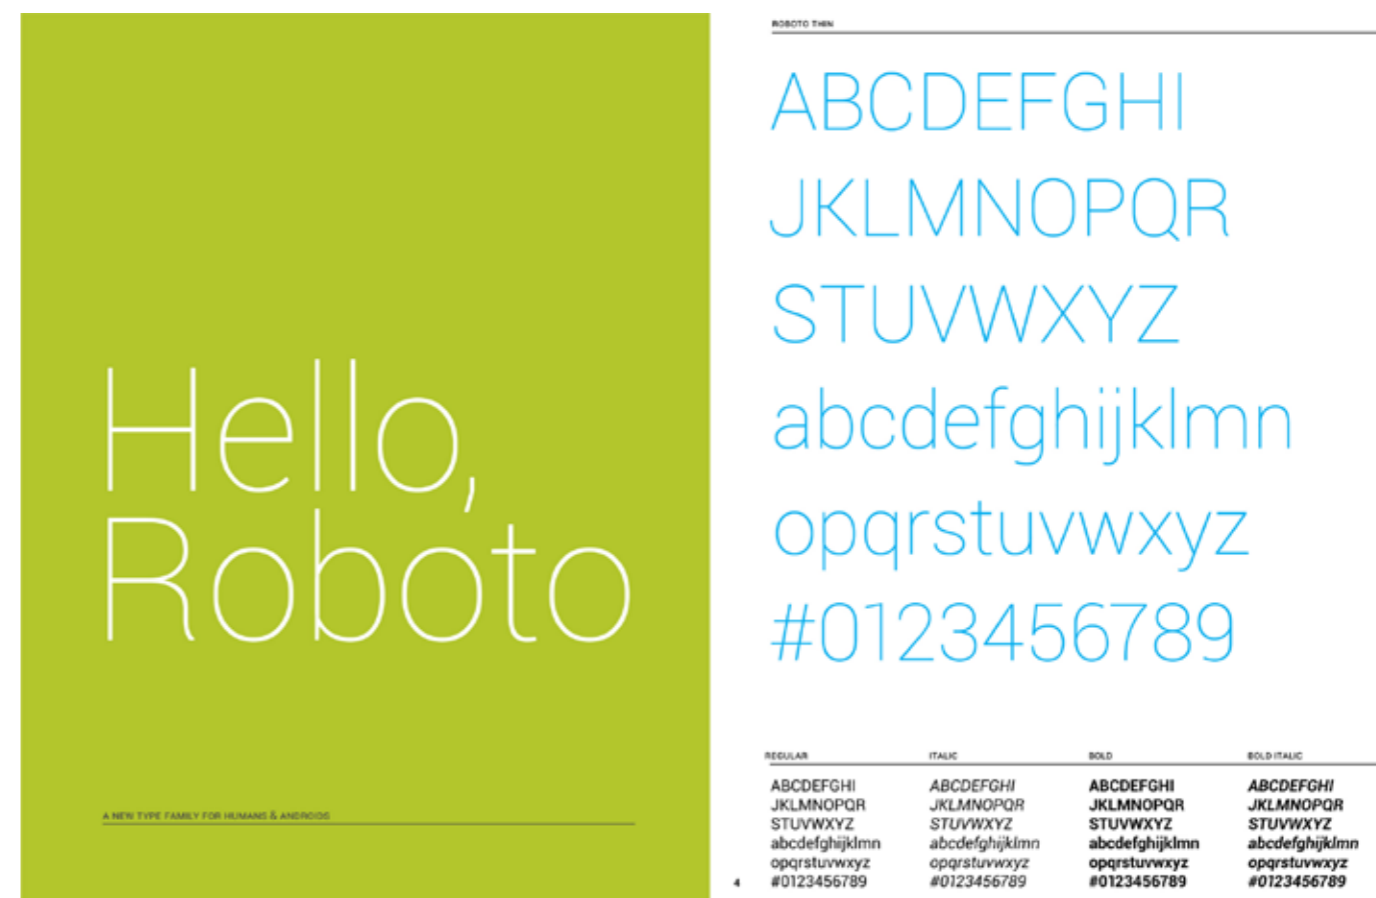 Hello,
Roboto
A NEW TYPE FAMILY FOR HUMANS & ANDROIDS
ROBOTO THIN
ABCDEFGHI
JKLMNOPQR
STUVWXYZ
abcdefghijklmn
opqrstuvwxyz
#0123456789
REGULAR
ABCDEFGHI
JKLMNOPQR
STUVWXYZ
abcdefghijklmn
opqrstuvwxyz
#0123456789
ITALIC
ABCDEFGHI
JKLMNOPQR
STUVWXYZ
abcdefghijklmn
opqrstuvwxyz
#0123456789
BOLD
ABCDEFGHI
JKLMNOPQR
STUVWXYZ
abcdefghijklmn
opqrstuvwxyz
#0123456789
BOLD ITALIC
ABCDEFGHI
JKLMNOPQR
STUVWXYZ
abcdefghijklmn
opqrstuvwxyz
#0123456789
4